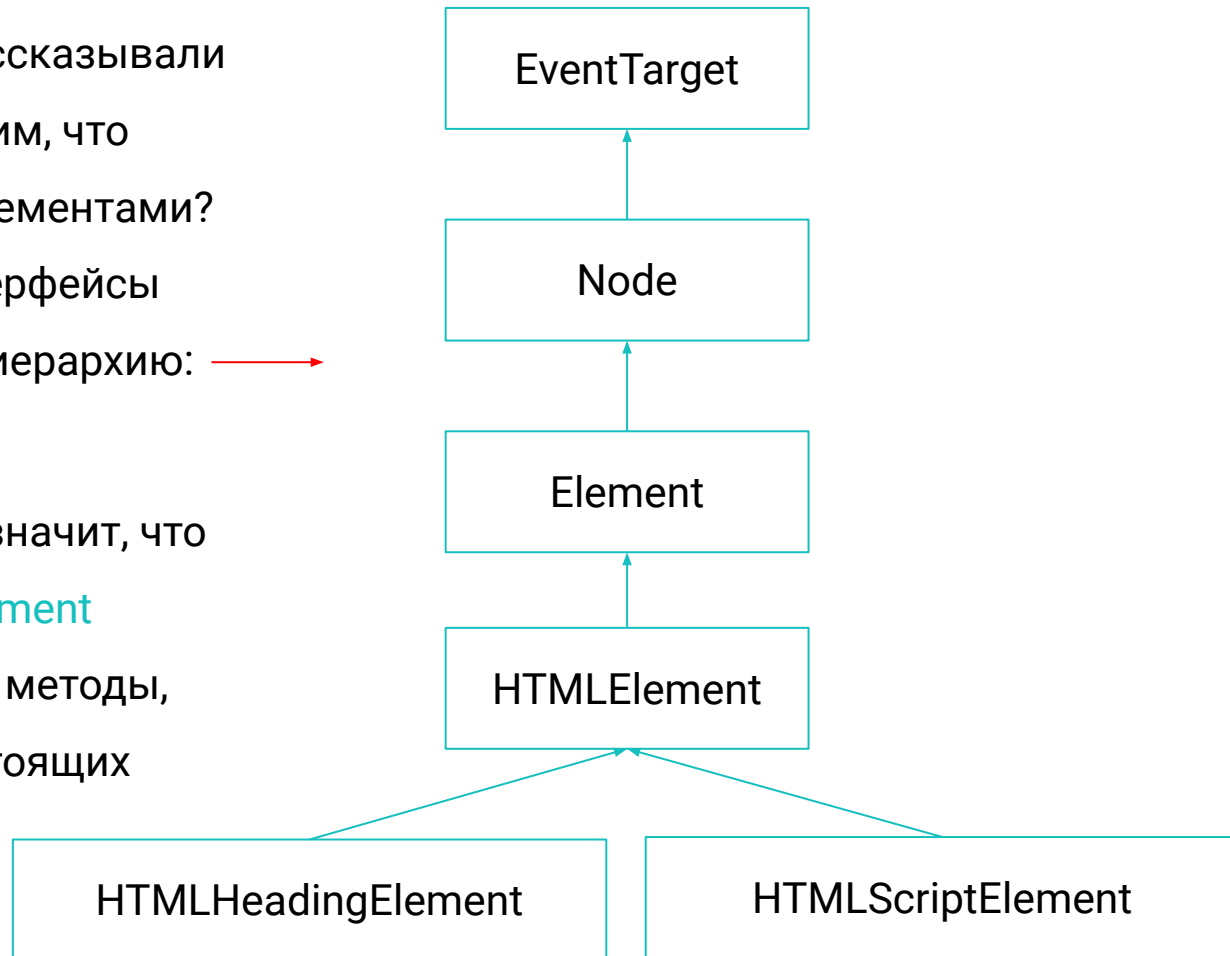 ссказывали
им, что
ементами?
ерфейсы
иерархию:
значит, что
ment
методы,
тоящих
EventTarget
Node
Element
HTMLElement
HTMLHeadingElement
HTMLScriptElement